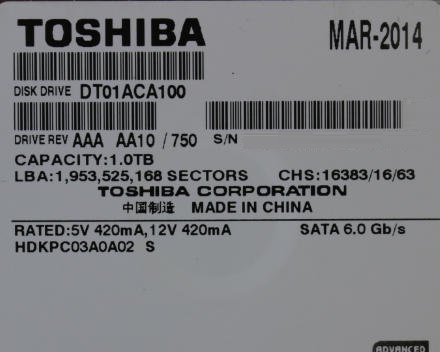 TOSHIBA MAR-2014
DISK DRIVE DT01ACA100
DRIVE REV AAA AA10 / 750 S/N
CAPACITY:1.0TB
LBA:1,953,525,168 SECTORS CHS:16383/16/63
TOSHIBA CORPORATION
中国制造 MADE IN CHINA
RATED:5V 420mA,12V 420mA SATA 6.0 Gb/s
HDKPC03A0A02 S
ADVANCED